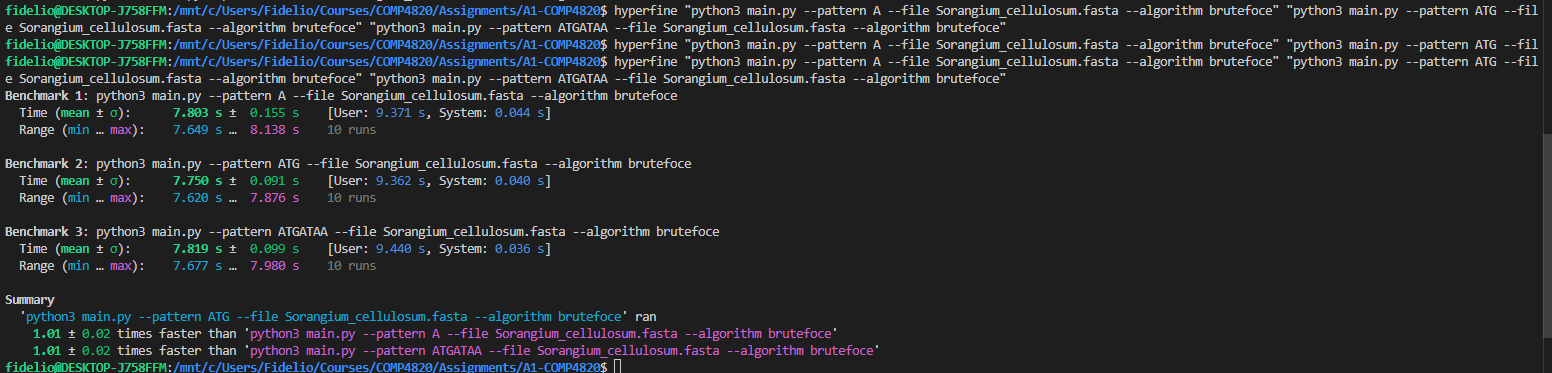 fidelio@DESKTOP-J758FFM:/mnt/c/Users/Fidelio/Courses/COMP4820/Assignments/A1-COMP4820$ hyperfine "python3 main.py --pattern A --file Sorangium_cellulosum.fasta --algorithm brutefoce" "python3 main.py --pattern ATG --fil
e Sorangium_cellulosum.fasta --algorithm brutefoce" "python3 main.py --pattern ATGATAA --file Sorangium_cellulosum.fasta --algorithm brutefoce"
fidelio@DESKTOP-J758FFM:/mnt/c/Users/Fidelio/Courses/COMP4820/Assignments/A1-COMP4820$ hyperfine "python3 main.py --pattern A --file Sorangium_cellulosum.fasta --algorithm brutefoce" "python3 main.py --pattern ATG --fil
fidelio@DESKTOP-J758FFM:/mnt/c/Users/Fidelio/Courses/COMP4820/Assignments/A1-COMP4820$ hyperfine "python3 main.py --pattern A --file Sorangium_cellulosum.fasta --algorithm brutefoce" "python3 main.py --pattern ATG --fil
e Sorangium_cellulosum.fasta --algorithm brutefoce" "python3 main.py --pattern ATGATAA --file Sorangium_cellulosum.fasta --algorithm brutefoce"
Benchmark 1: python3 main.py --pattern A --file Sorangium_cellulosum.fasta --algorithm brutefoce
Time (mean ± σ): 7.803 s ± 0.155 s [User: 9.371 s, System: 0.044 s]
Range (min … max): 7.649 s … 8.138 s 10 runs
Benchmark 2: python3 main.py --pattern ATG --file Sorangium_cellulosum.fasta --algorithm brutefoce
Time (mean ± σ): 7.750 s ± 0.091 s [User: 9.362 s, System: 0.040 s]
Range (min … max): 7.620 s … 7.876 s 10 runs
Benchmark 3: python3 main.py --pattern ATGATAA --file Sorangium_cellulosum.fasta --algorithm brutefoce
Time (mean ± σ): 7.819 s ± 0.099 s [User: 9.440 s, System: 0.036 s]
Range (min … max): 7.677 s … 7.980 s 10 runs
Summary
'python3 main.py --pattern ATG --file Sorangium_cellulosum.fasta --algorithm brutefoce' ran
1.01 ± 0.02 times faster than 'python3 main.py --pattern A --file Sorangium_cellulosum.fasta --algorithm brutefoce'
1.01 ± 0.02 times faster than 'python3 main.py --pattern ATGATAA --file Sorangium_cellulosum.fasta --algorithm brutefoce'
fidelio@DESKTOP-J758FFM:/mnt/c/Users/Fidelio/Courses/COMP4820/Assignments/A1-COMP4820$